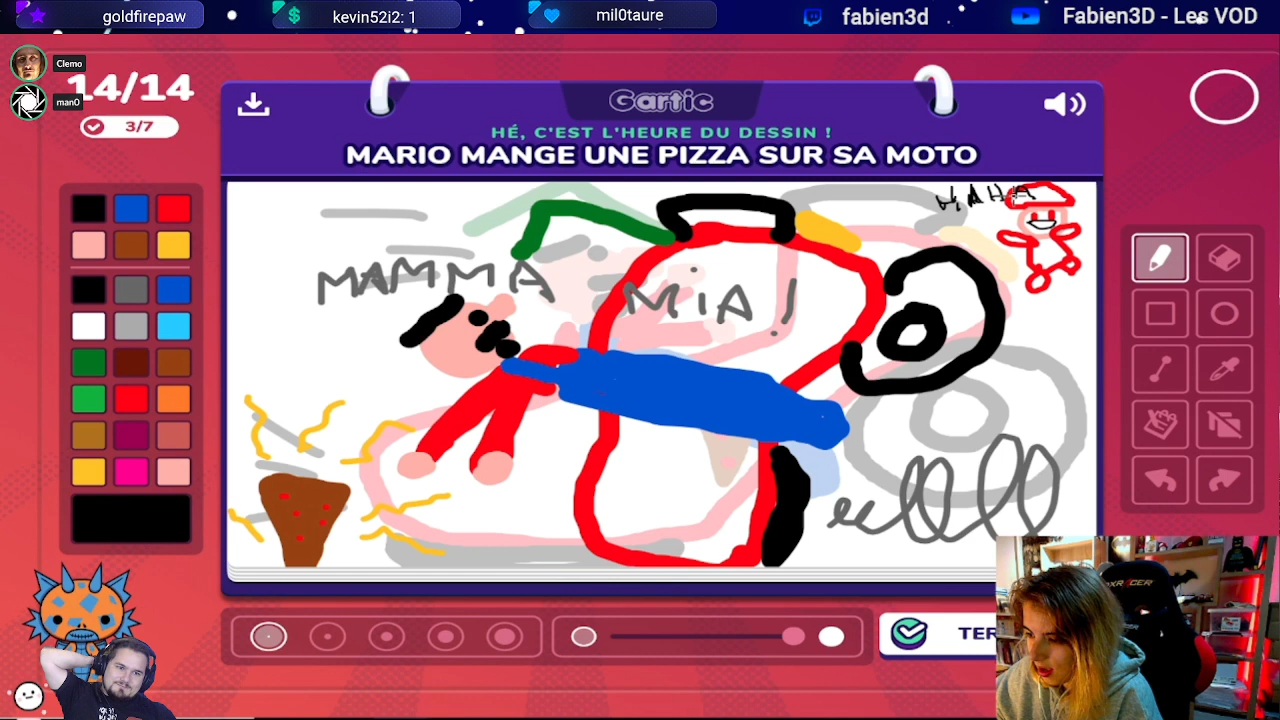 goldfirepaw
kevin52i2: 1
mil0taure
fabien3d
Fabien3D - Les VOD
Clemo
man0
14/14
3/7
Gartic
HÉ, C'EST L'HEURE DU DESSIN !
MARIO MANGE UNE PIZZA SUR SA MOTO
HAHA
MAMMA MIA !
TER